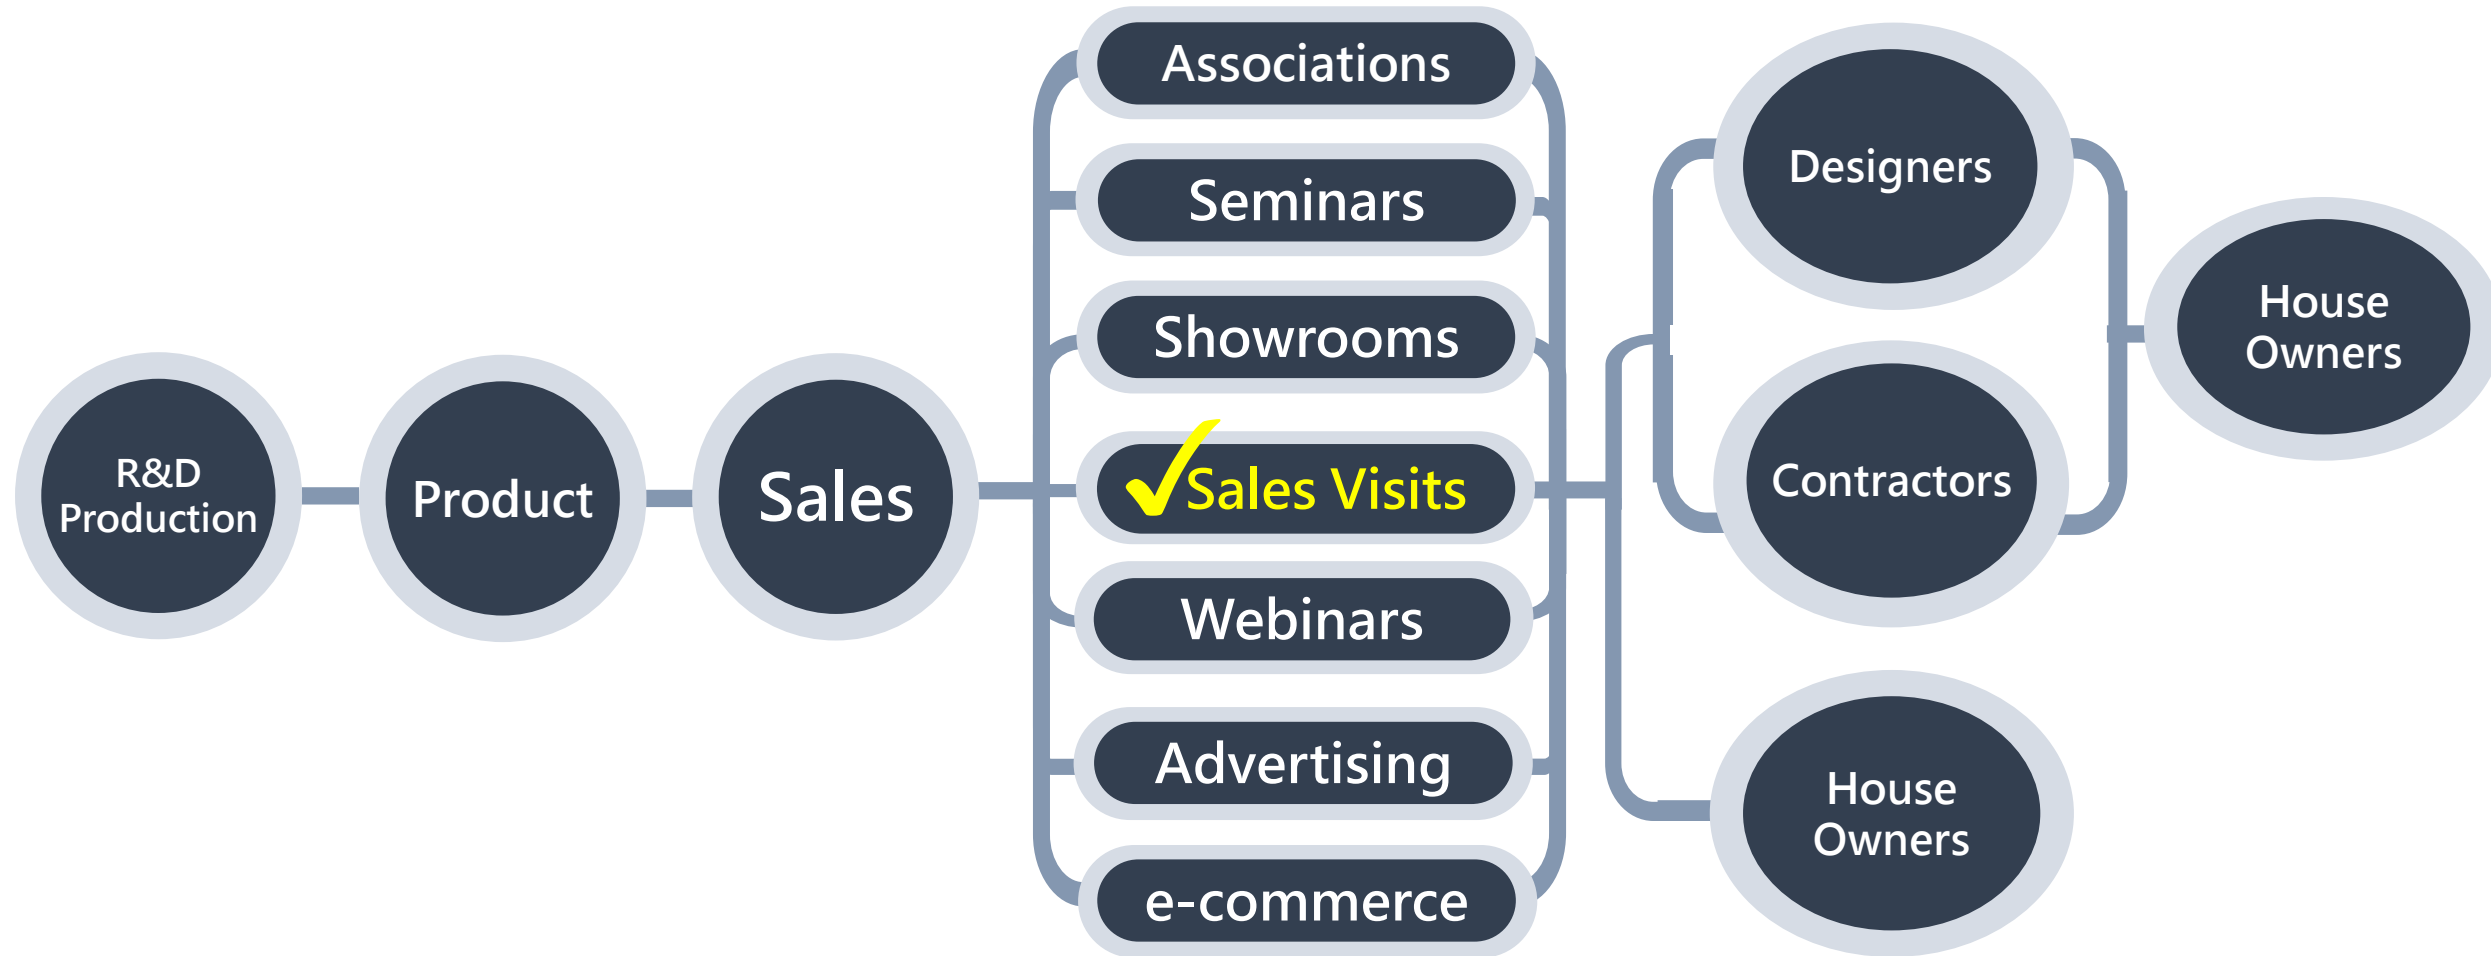 R&D
Production
Product
Sales
Associations
Seminars
Showrooms
Sales Visits
Webinars
Advertising
e-commerce
Designers
Contractors
House
Owners
House
Owners